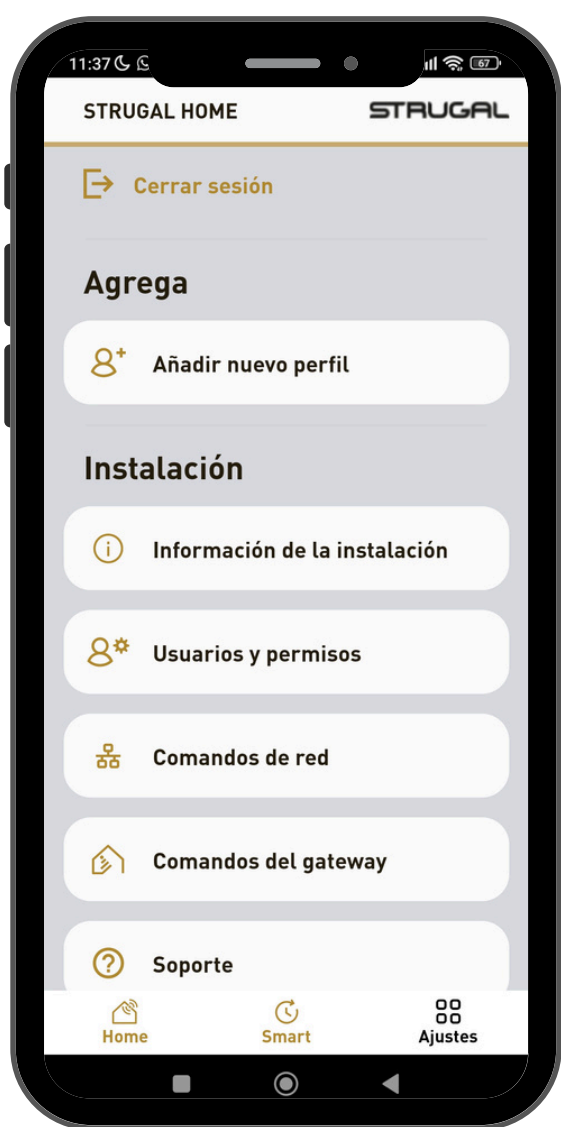 11:37
67
STRUGAL HOME
STRUGAL
Cerrar sesión
Agrega
Añadir nuevo perfil
Instalación
Información de la instalación
Usuarios y permisos
Comandos de red
Comandos del gateway
Soporte
Home
Smart
Ajustes